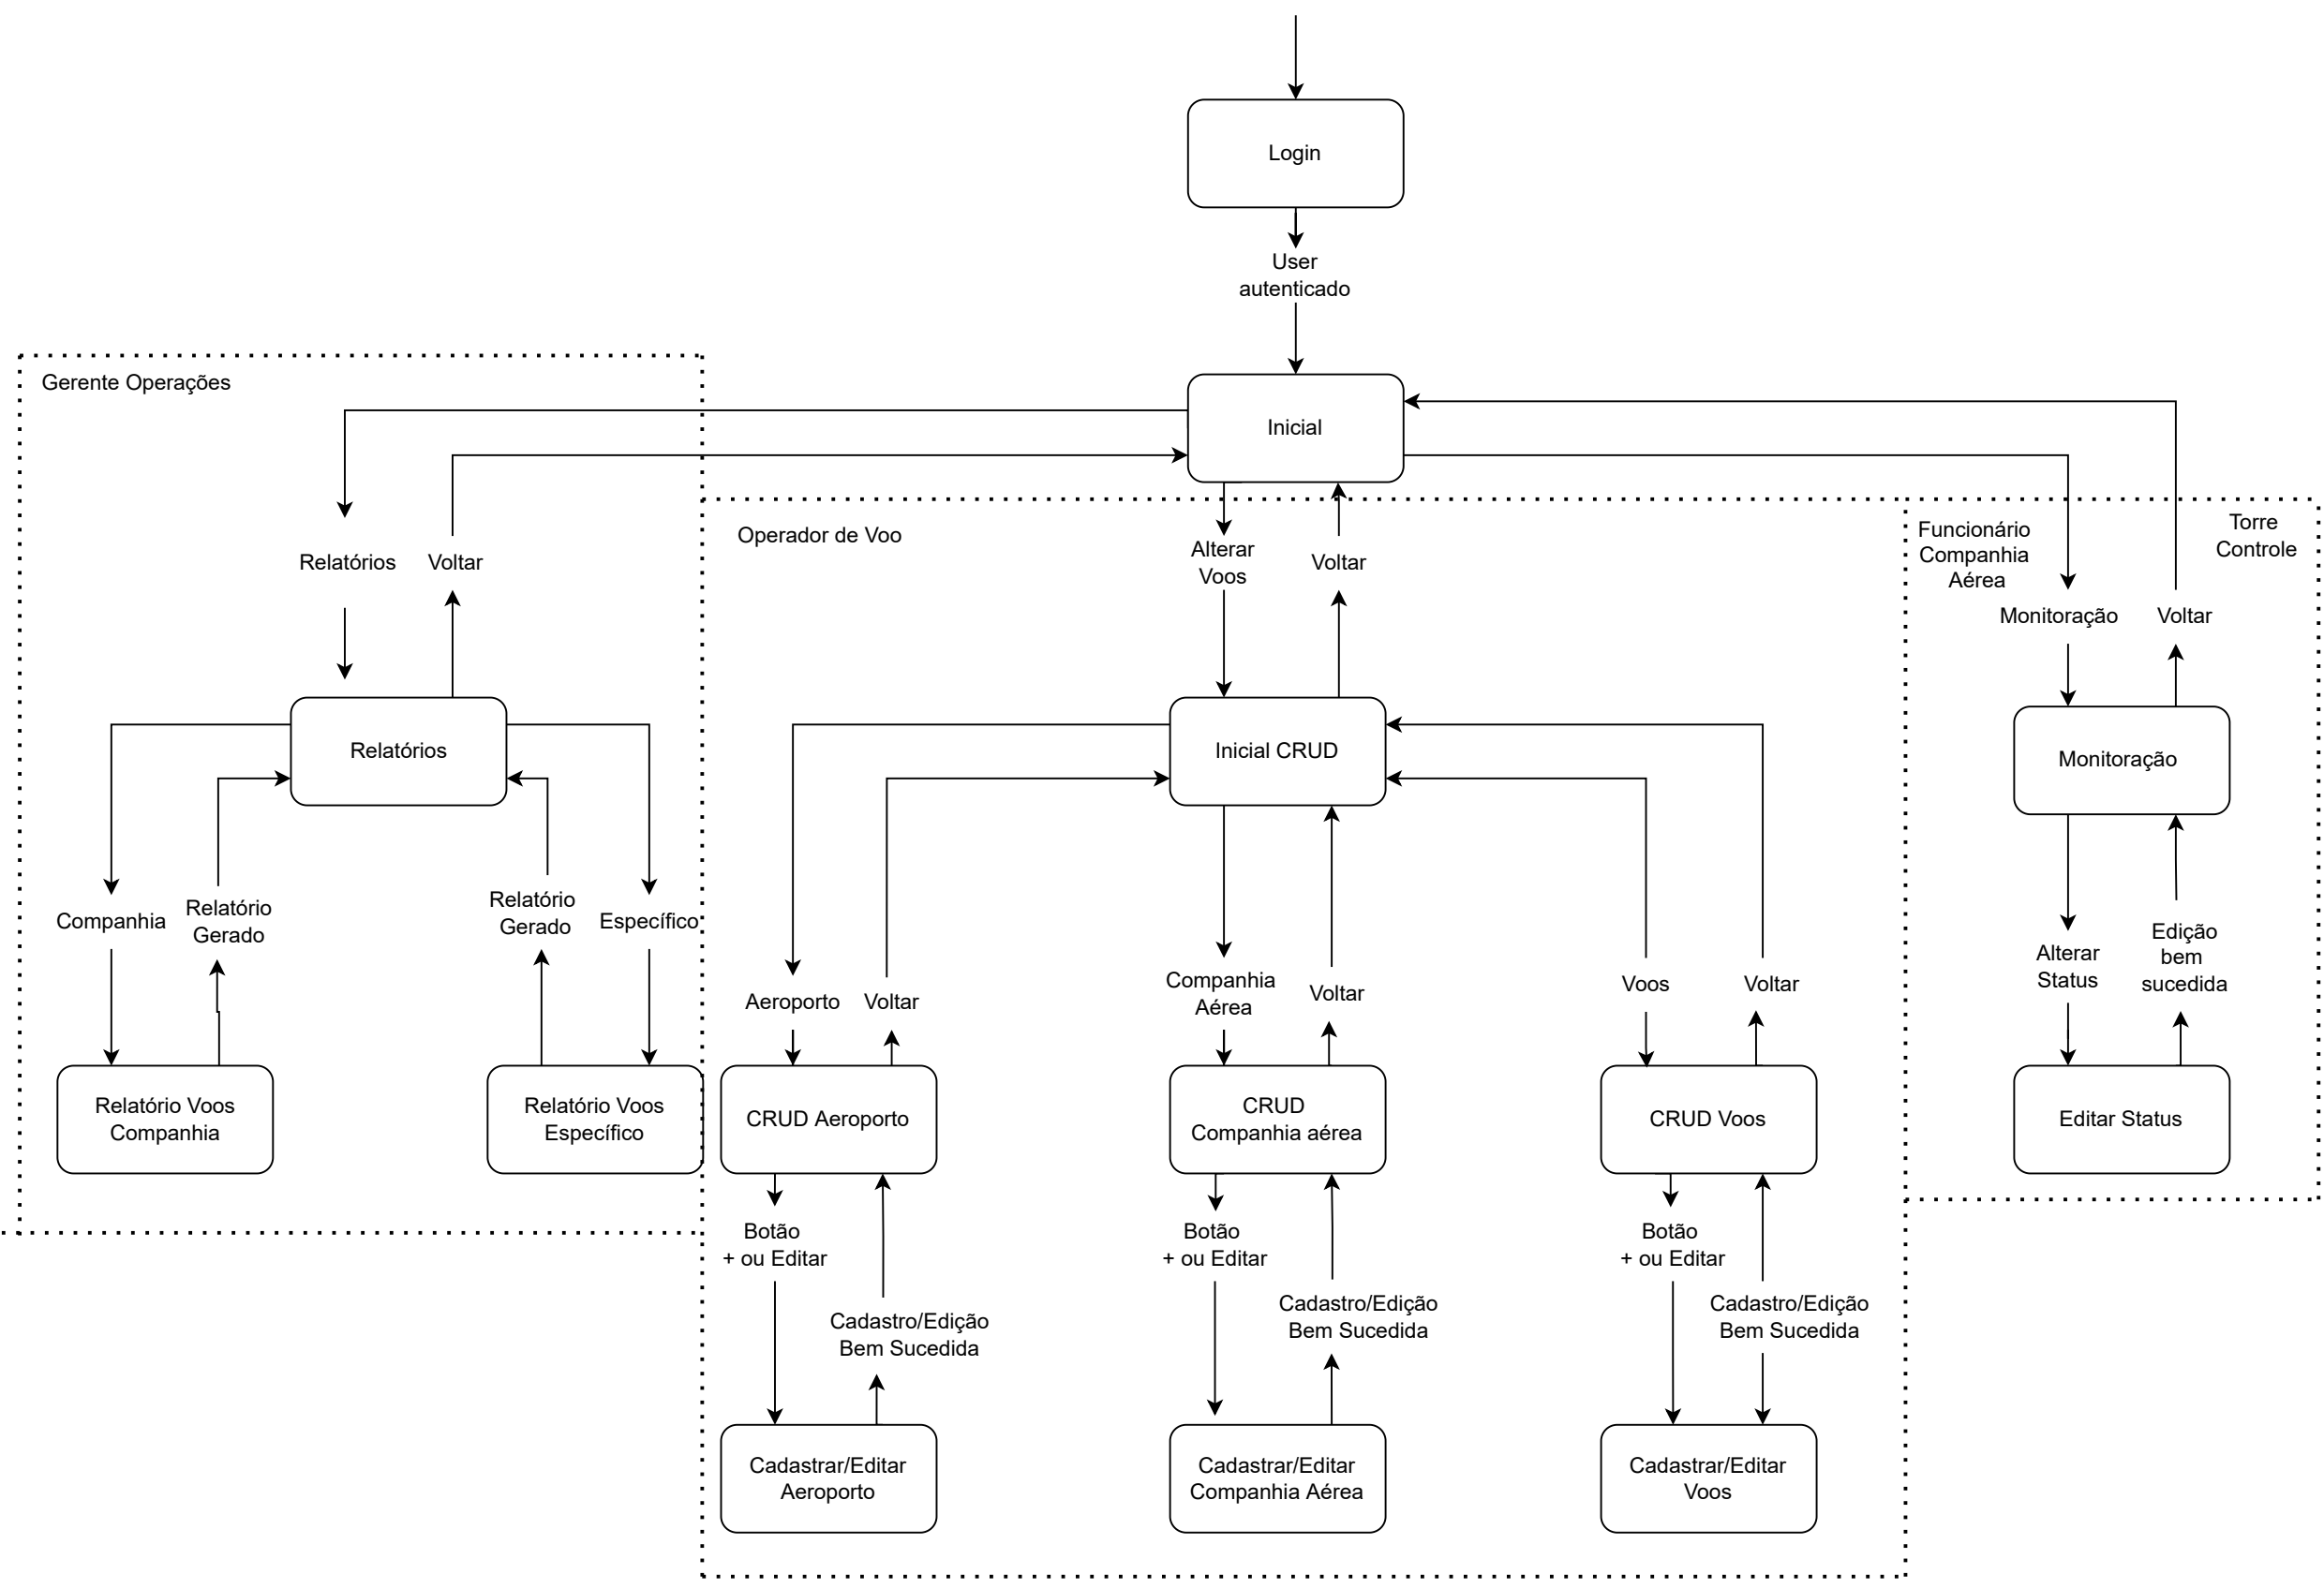 Login
User
autenticado
Gerente Operações
Inicial
Operador de Voo
Funcionário
Companhia
Aérea
Torre
Controle
Relatórios
Voltar
Alterar
Voos
Voltar
Monitoração
Voltar
Relatórios
Inicial CRUD
Monitoração
Companhia
Relatório
Gerado
Relatório
Gerado
Específico
Aeroporto
Voltar
Companhia
Aérea
Voltar
Voos
Voltar
Alterar
Status
Edição
bem
sucedida
Relatório Voos
Companhia
Relatório Voos
Específico
CRUD Aeroporto
CRUD
Companhia aérea
CRUD Voos
Editar Status
Botão
+ ou Editar
Cadastro/Edição
Bem Sucedida
Botão
+ ou Editar
Cadastro/Edição
Bem Sucedida
Botão
+ ou Editar
Cadastro/Edição
Bem Sucedida
Cadastrar/Editar
Aeroporto
Cadastrar/Editar
Companhia Aérea
Cadastrar/Editar
Voos